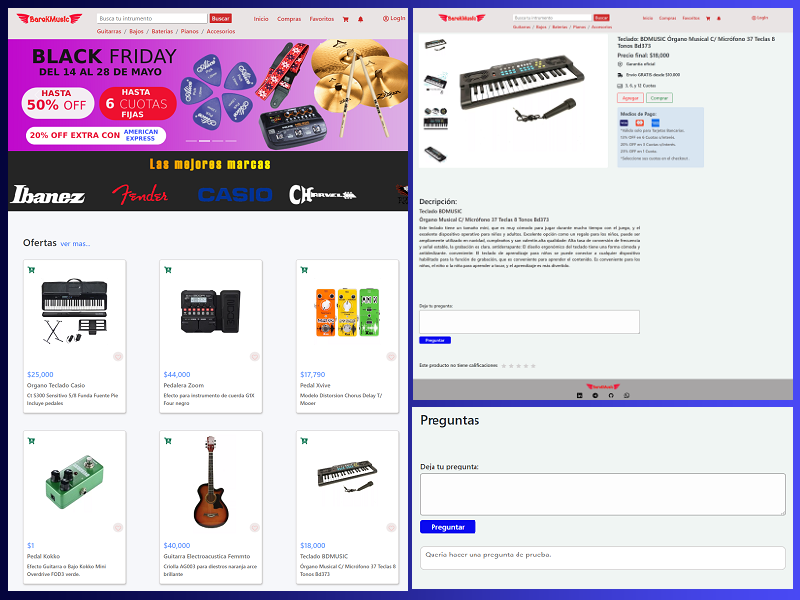 BarakMusic
Busca tu intrumento
Buscar
Inicio Compras Favoritos
LogIn
Guitarras / Bajos / Baterias / Pianos / Accesorios
BLACK FRIDAY
DEL 14 AL 28 DE MAYO
HASTA
50% OFF
HASTA
6 CUOTAS
FIJAS
20% OFF EXTRA CON AMERICAN
EXPRESS
Las mejores marcas
Ibanez
Fender
CASIO
CHARVEL
Ofertas ver mas...
$25,000
Organo Teclado Casio
Ct S300 Sensitivo 5/8 Funda Fuente Pie
Incluye pedales
$44,000
Pedalera Zoom
Efecto para instrumento de cuerda G1X
Four negro
$17,790
Pedal Xvive
Modelo Distorsion Chorus Delay T/
Mooer
$1
Pedal Kokko
Efecto Guitarra o Bajo Kokko Mini
Overdrive FOD3 verde.
$40,000
Guitarra Electroacustica Femmto
Criolla AG003 para diestros naranja arce
brillante
$18,000
Teclado BDMUSIC
Órgano Musical C/ Micrófono 37 Teclas 8
Tonos Bd373
BarakMusic
Busca tu intrumento
Buscar
Inicio Compras Favoritos
LogIn
Guitarras / Bajos / Baterias / Pianos / Accesorios
Teclado: BDMUSIC Órgano Musical C/ Micrófono 37 Teclas 8
Tonos Bd373
Precio final: $18,000
Garantía oficial
Envío GRATIS desde $10.000
3, 6, y 12 Cuotas
Agregar
Comprar
Medios de Pago:
*Válido solo para Tarjetas Bancarias.
15% OFF en 6 Cuotas o interés.
20% OFF en 3 Cuotas o interés.
20% OFF en 1 Cuotas
*Seleccione sus cuotas en el checkout.
Decripción:
Teclado BDMUSIC
Órgano Musical C/ Micrófono 37 Teclas 8 Tonos Bd373
Este teclado tiene un tamaño mini, que es muy cómodo para jugar durante mucho tiempo con el juego, y el
excelente dispositivo operativo para niños y adultos. Excelente opción como un regalo para los niños, puede ser
ampliamente utilizado en navidad, cumpleaños y san valentín.alta qualidade: Alta tasa de conversión de frecuencia
y señal estable, la grabación es clara. antidesrapante: El diseño ergonómico del teclado tiene una forma cómoda y
antideslizante. conveniente: El teclado de aprendizaje para niños se puede conectar a cualquier dispositivo
habilitado para la función de grabación, que es conveniente para aprender el contenido. Es conveniente para los
niños, el niño o la niña para aprender a tocar, y el aprendizaje es más divertido.
Deja tu pregunta:
Preguntar
Este producto no tiene calificaciones
BarakMusic
Preguntas
Deja tu pregunta:
Preguntar
Quería hacer una pregunta de prueba.